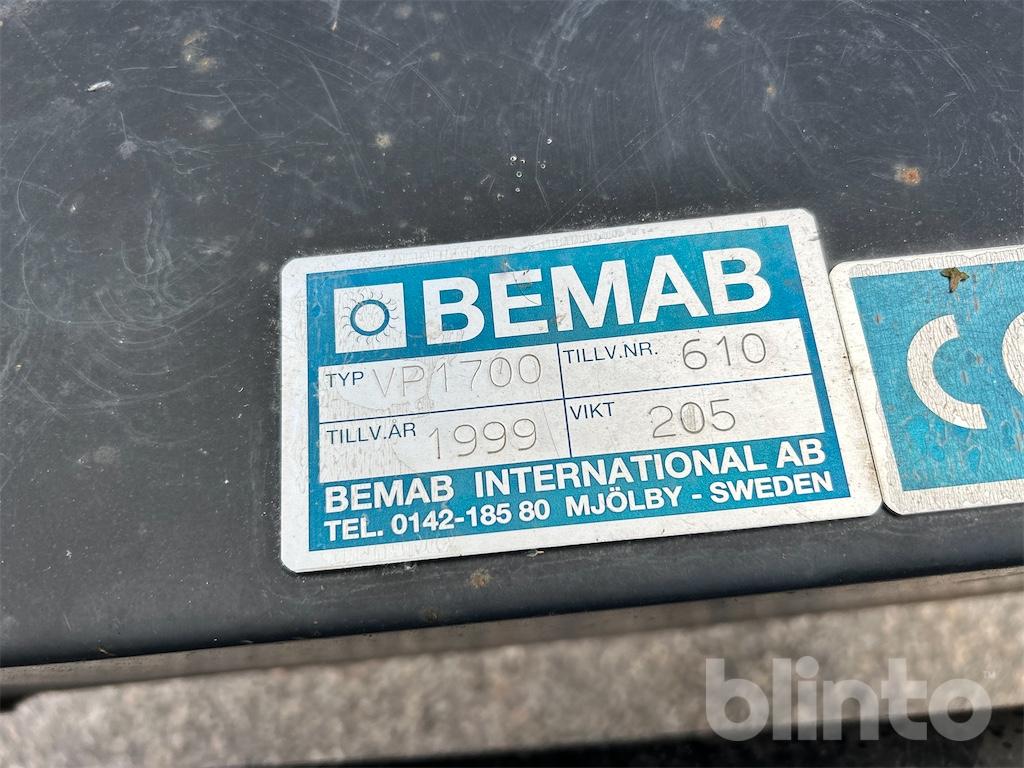 BEMAB
TYP VP1700 TILLV.NR. 610
TILLV.ÅR 1999 VIKT 205
BEMAB INTERNATIONAL AB
TEL. 0142-185 80 MJÖLBY - SWEDEN
blinto™